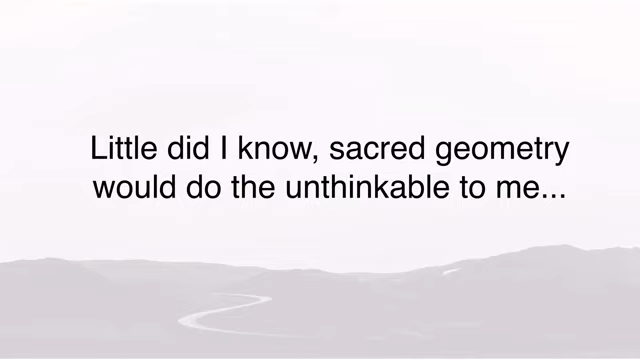 Little did I know, sacred geometry
would do the unthinkable to me...